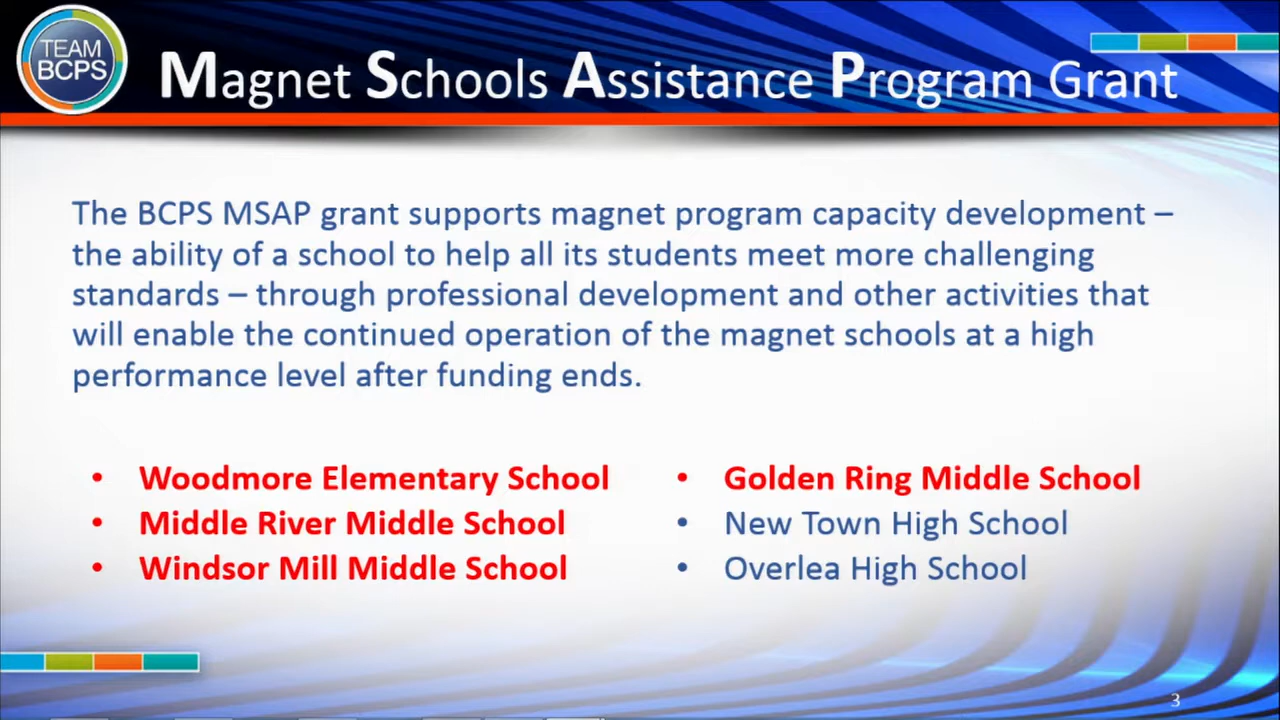 TEAM
BCPS
Magnet Schools Assistance Program Grant
The BCPS MSAP grant supports magnet program capacity development –
the ability of a school to help all its students meet more challenging
standards – through professional development and other activities that
will enable the continued operation of the magnet schools at a high
performance level after funding ends.
• Woodmore Elementary School
• Middle River Middle School
• Windsor Mill Middle School
• Golden Ring Middle School
• New Town High School
• Overlea High School
3